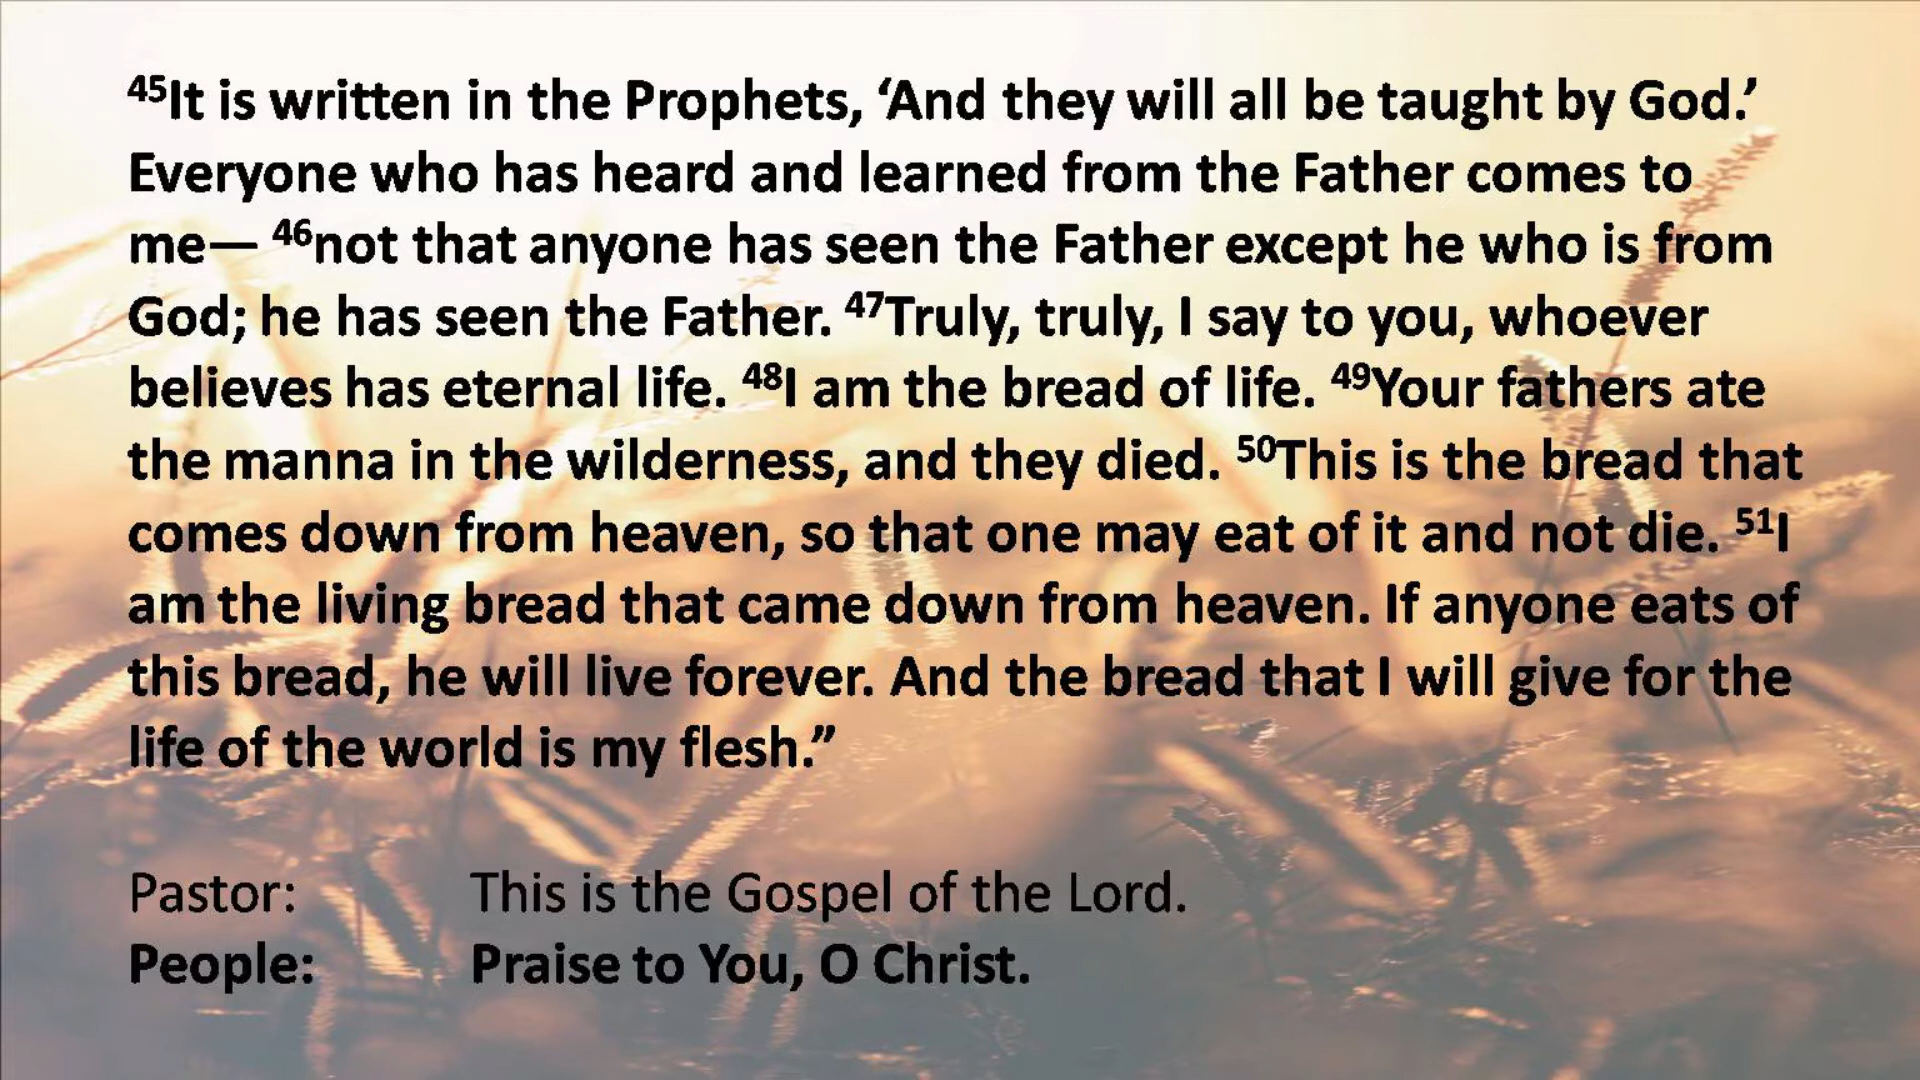 ⁴⁵It is written in the Prophets, ‘And they will all be taught by God.’
Everyone who has heard and learned from the Father comes to
me— ⁴⁶not that anyone has seen the Father except he who is from
God; he has seen the Father. ⁴⁷Truly, truly, I say to you, whoever
believes has eternal life. ⁴⁸I am the bread of life. ⁴⁹Your fathers ate
the manna in the wilderness, and they died. ⁵⁰This is the bread that
comes down from heaven, so that one may eat of it and not die. ⁵¹I
am the living bread that came down from heaven. If anyone eats of
this bread, he will live forever. And the bread that I will give for the
life of the world is my flesh.”
Pastor: This is the Gospel of the Lord.
People: Praise to You, O Christ.